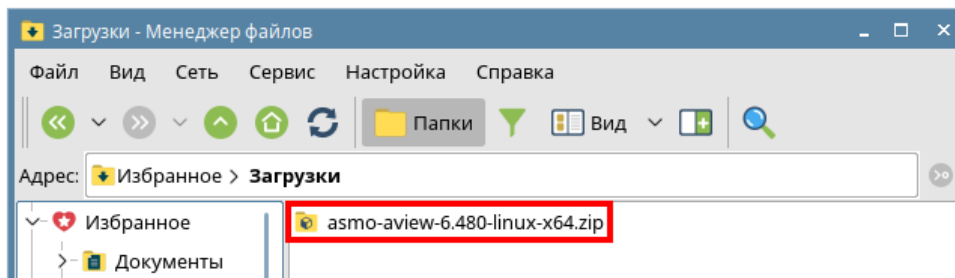 Загрузки - Менеджер файлов
Файл Вид Сеть Сервис Настройка Справка
Папки Вид
Адрес: Избранное > Загрузки
Избранное asmo-aview-6.480-linux-x64.zip
Документы